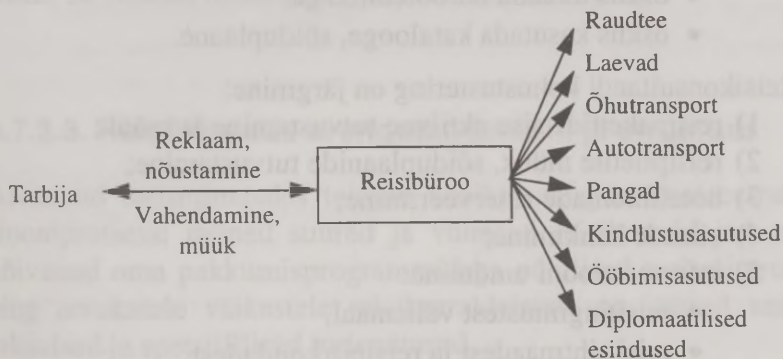 Raudtee
Laevad
Õhutransport
Autotransport
Pangad
Kindlustusasutused
Ööbimisasutused
Diplomaatilised
esindused
Reisibüroo
Reklaam,
nõustamine
Vahendamine,
müük
Tarbija